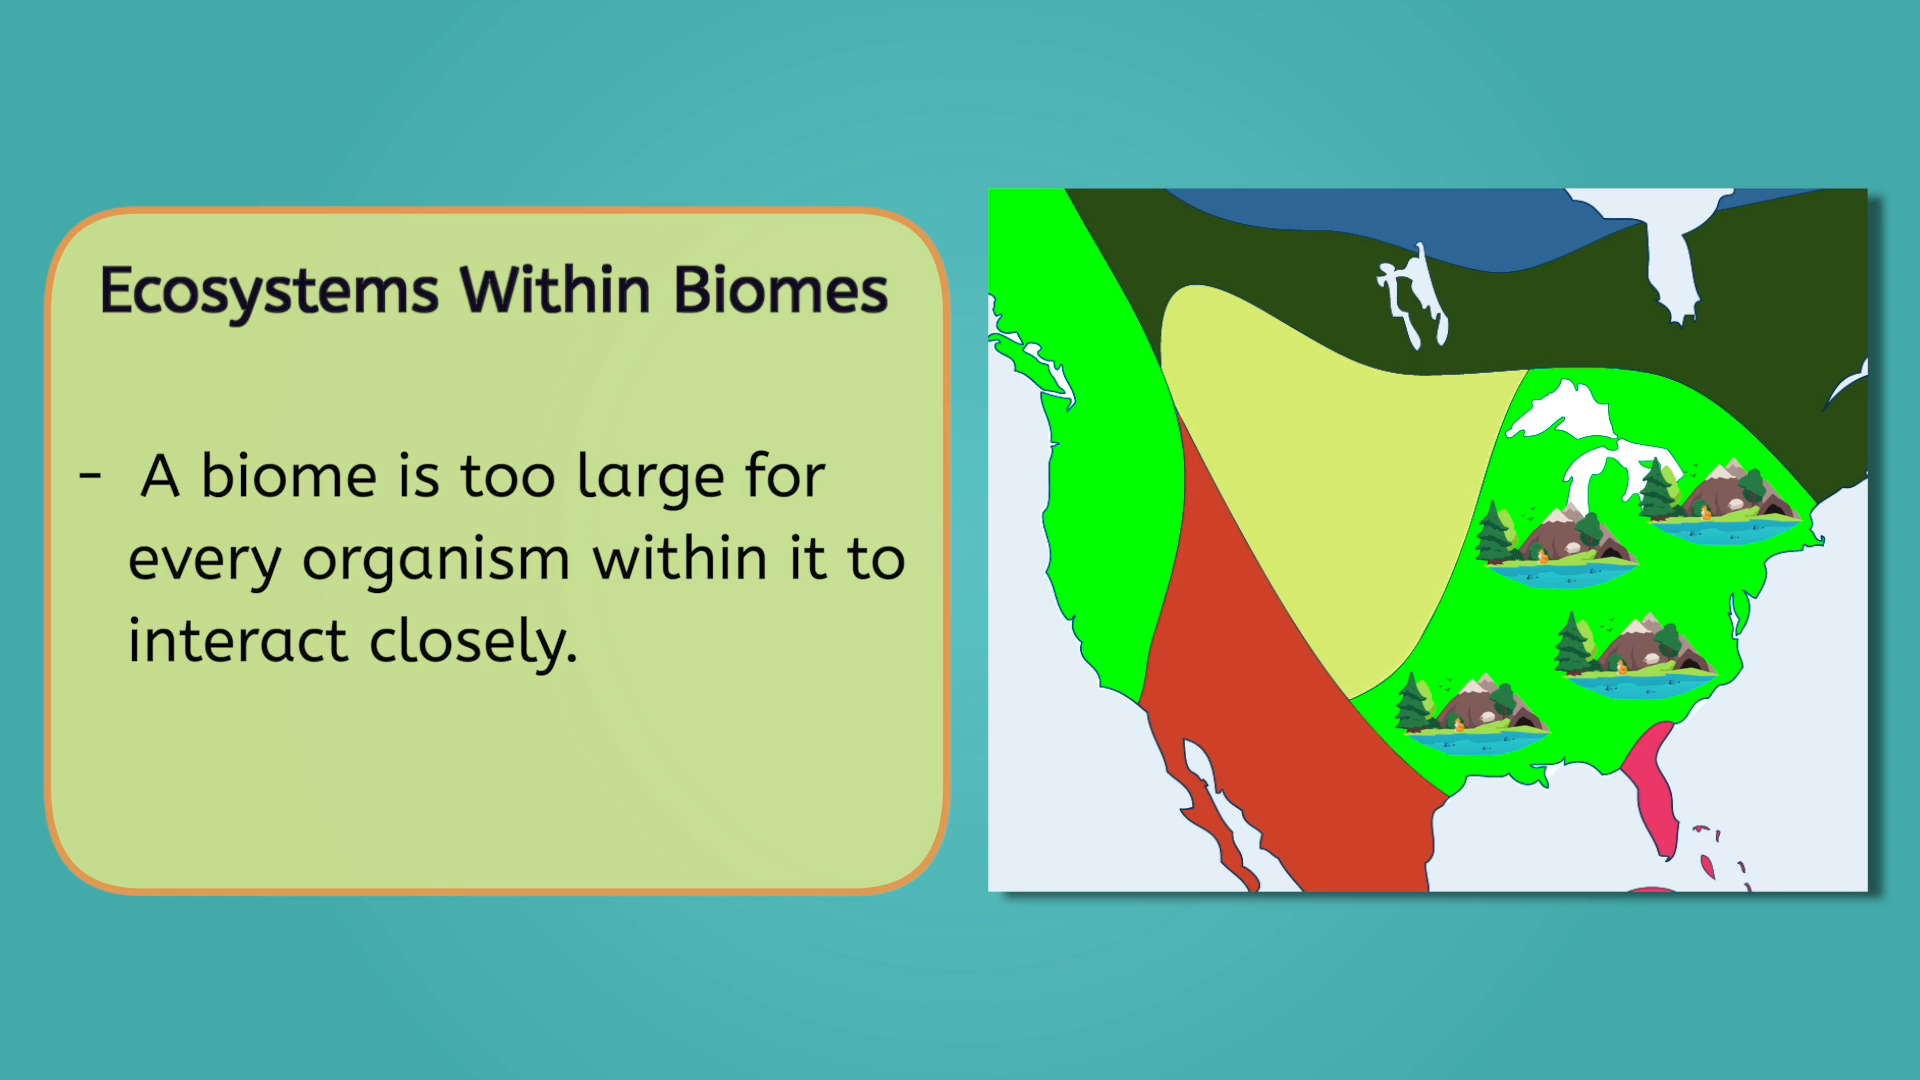 Ecosystems Within Biomes
- A biome is too large for
every organism within it to
interact closely.